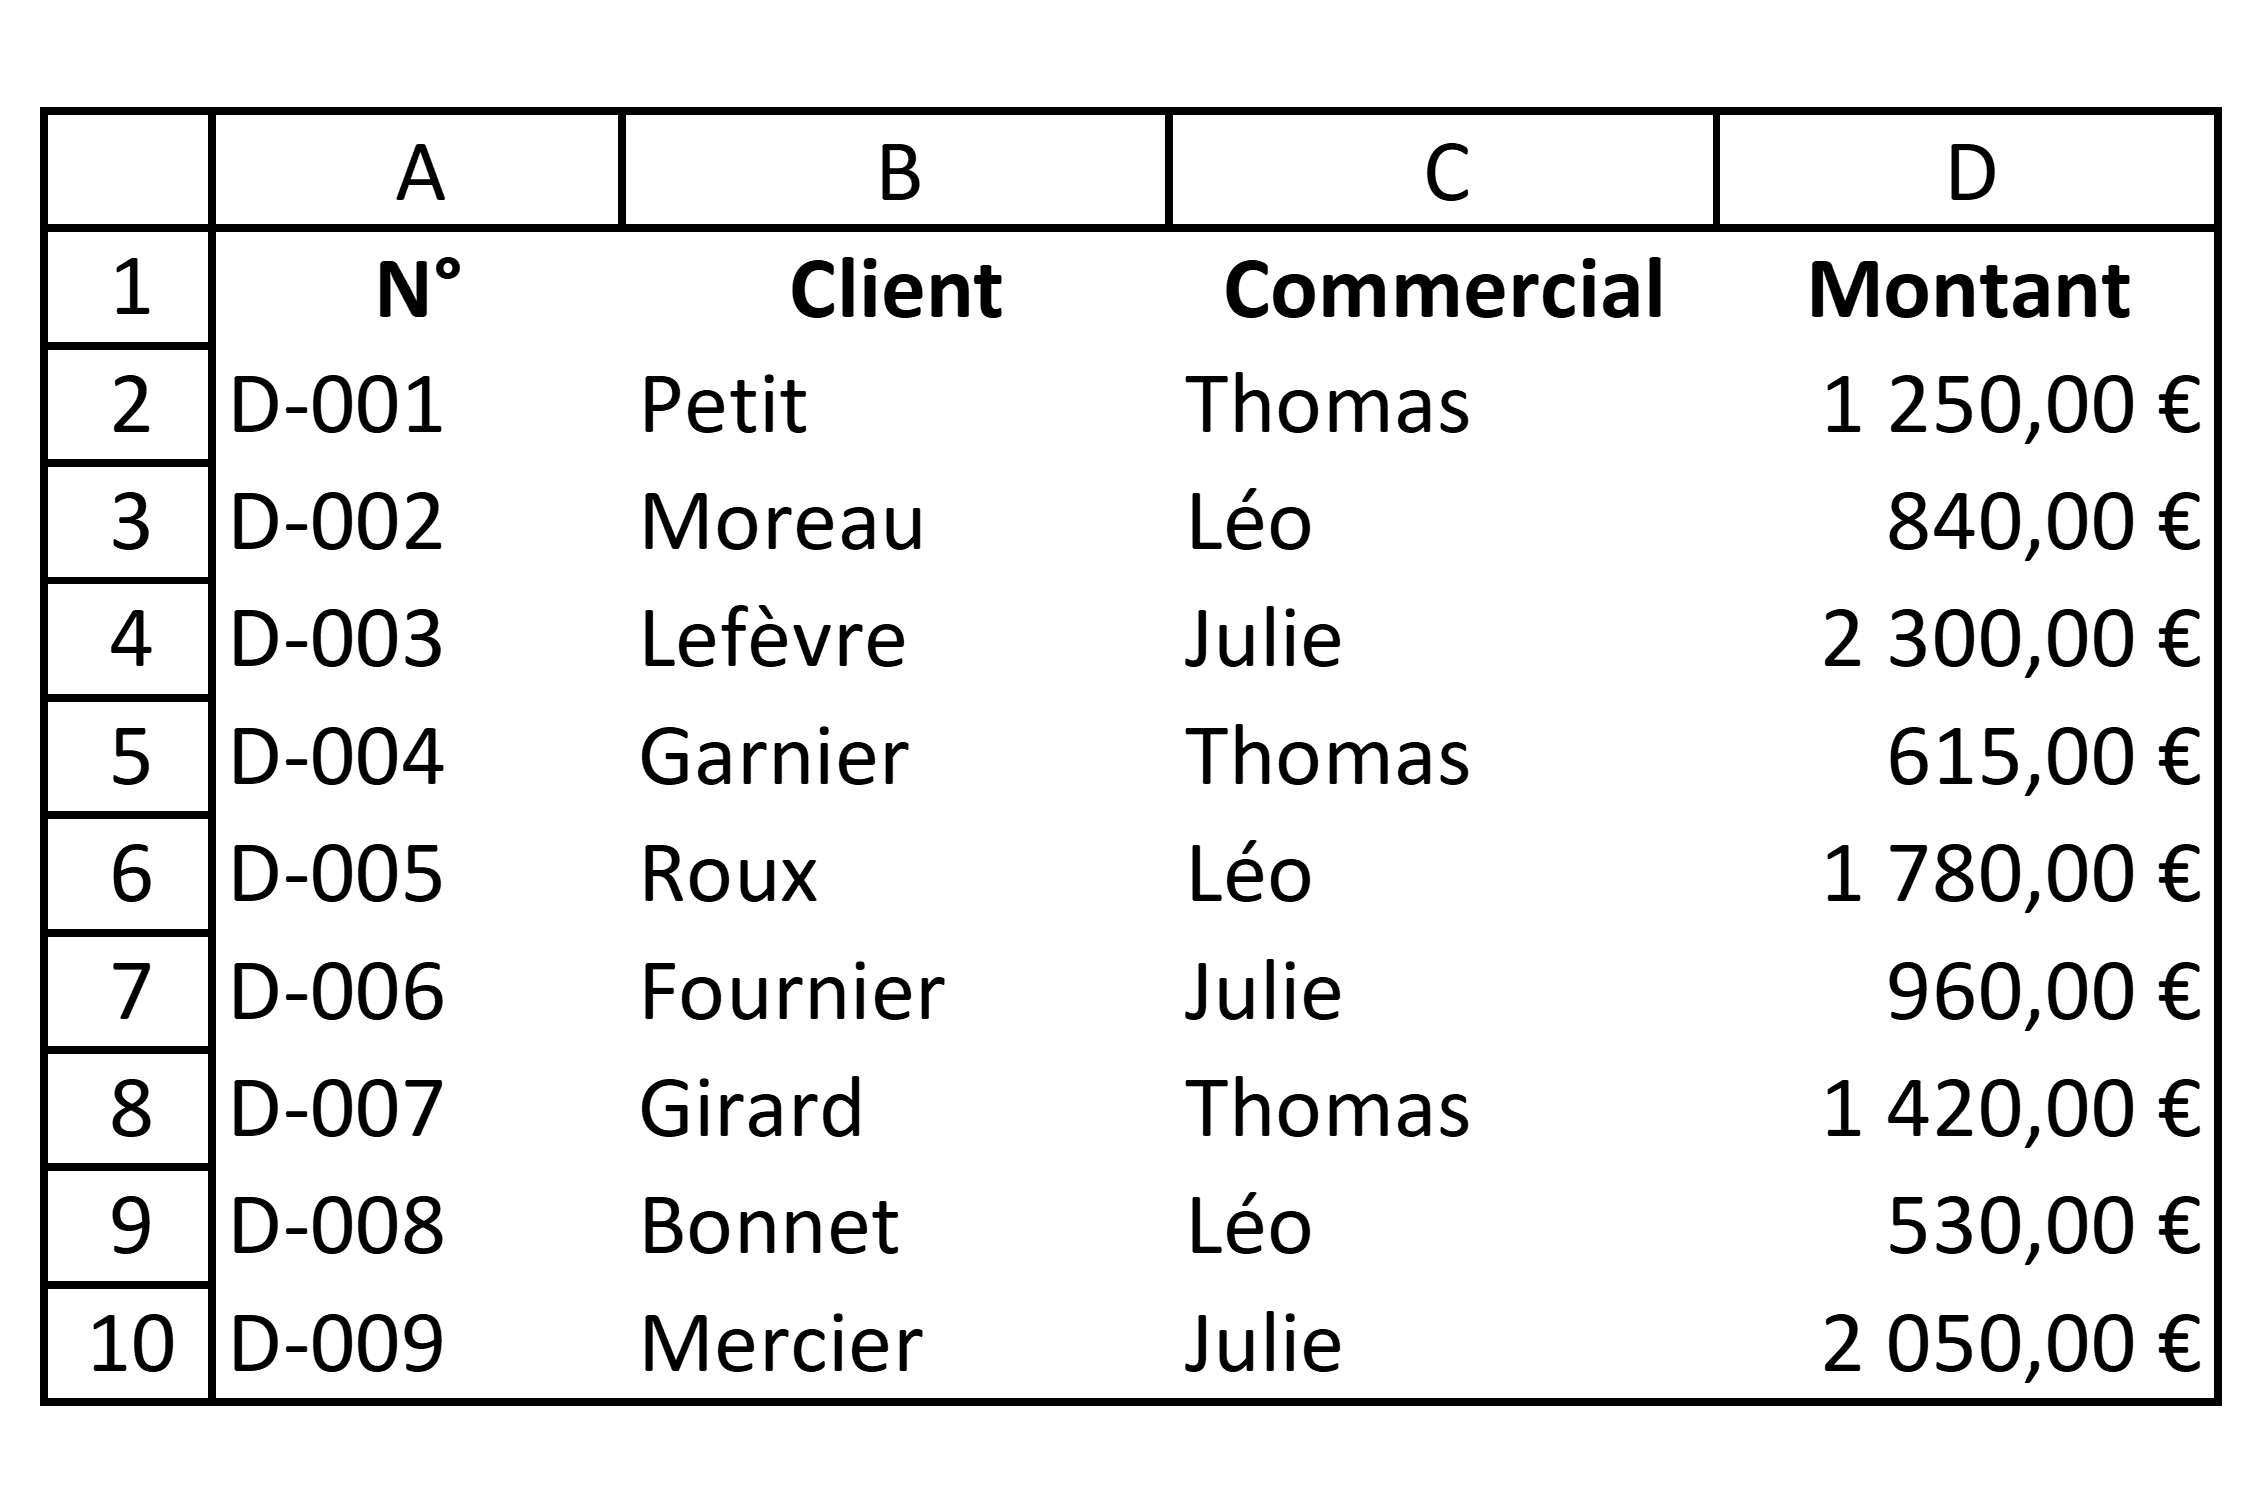 A B C D
1 N° Client Commercial Montant
2 D-001 Petit Thomas 1 250,00 €
3 D-002 Moreau Léo 840,00 €
4 D-003 Lefèvre Julie 2 300,00 €
5 D-004 Garnier Thomas 615,00 €
6 D-005 Roux Léo 1 780,00 €
7 D-006 Fournier Julie 960,00 €
8 D-007 Girard Thomas 1 420,00 €
9 D-008 Bonnet Léo 530,00 €
10 D-009 Mercier Julie 2 050,00 €